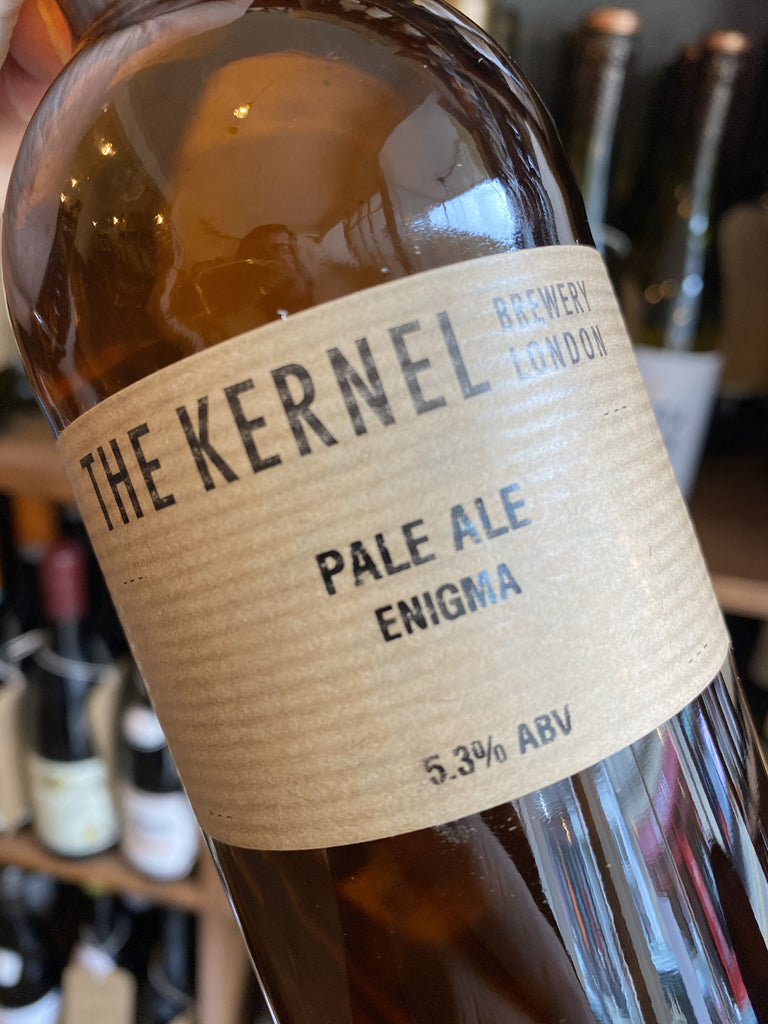 THE KERNEL
BREWERY
LONDON
PALE ALE
ENIGMA
5.3% ABV